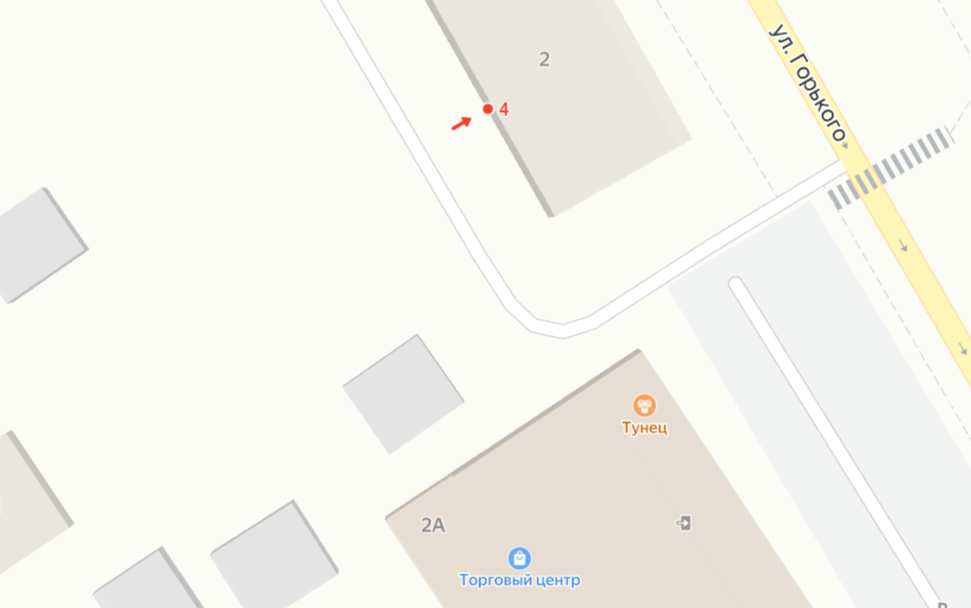 2
ул. Горького
4
Тунец
2А
Торговый центр